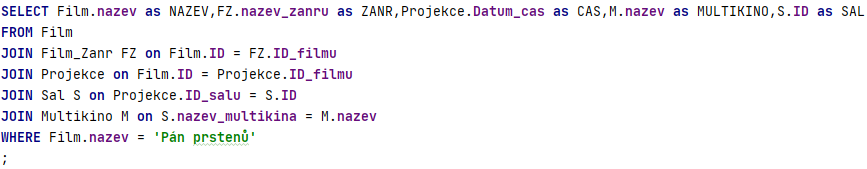 SELECT Film.nazev as NAZEV,FZ.nazev_zanru as ZANR,Projekce.Datum_cas as CAS,M.nazev as MULTIKINO,S.ID as SAL
FROM Film
JOIN Film_Zanr FZ on Film.ID = FZ.ID_filmu
JOIN Projekce on Film.ID = Projekce.ID_filmu
JOIN Sal S on Projekce.ID_salu = S.ID
JOIN Multikino M on S.nazev_multikina = M.nazev
WHERE Film.nazev = 'Pán prstenů'
;